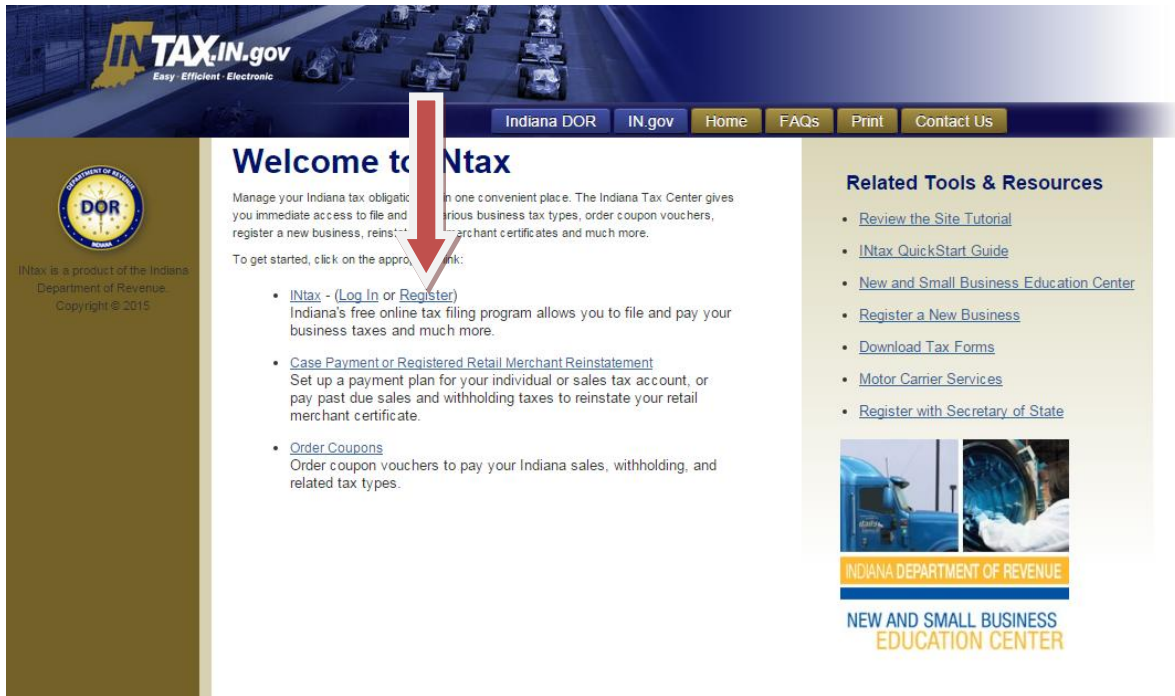 INTAX.IN.gov
Easy · Efficient · Electronic
Indiana DOR IN.gov Home FAQs Print Contact Us
DEPARTMENT OF REVENUE
DOR
INDIANA
INtax is a product of the Indiana
Department of Revenue.
Copyright © 2015
Welcome to Ntax
Manage your Indiana tax obligatio n one convenient place. The Indiana Tax Center gives
you immediate access to file and arious business tax types, order coupon vouchers,
register a new business, reinst merchant certificates and much more.
To get started, click on the approp ink:
• INtax - (Log In or Register)
Indiana's free online tax filing program allows you to file and pay your
business taxes and much more.
• Case Payment or Registered Retail Merchant Reinstatement
Set up a payment plan for your individual or sales tax account, or
pay past due sales and withholding taxes to reinstate your retail
merchant certificate.
• Order Coupons
Order coupon vouchers to pay your Indiana sales, withholding, and
related tax types.
Related Tools & Resources
• Review the Site Tutorial
• INtax QuickStart Guide
• New and Small Business Education Center
• Register a New Business
• Download Tax Forms
• Motor Carrier Services
• Register with Secretary of State
INDIANA DEPARTMENT OF REVENUE
NEW AND SMALL BUSINESS
EDUCATION CENTER